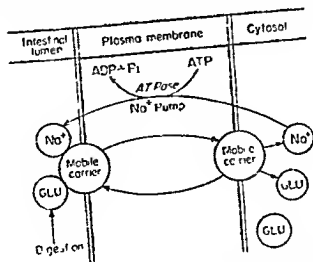 Intestinal lumen
Plasma membrane
Cytosol
ADP+Pi
ATP
ATPase
Na+ Pump
Na+
Mobile carrier
Mobile carrier
Na+
GLU
GLU
GLU
Digestion